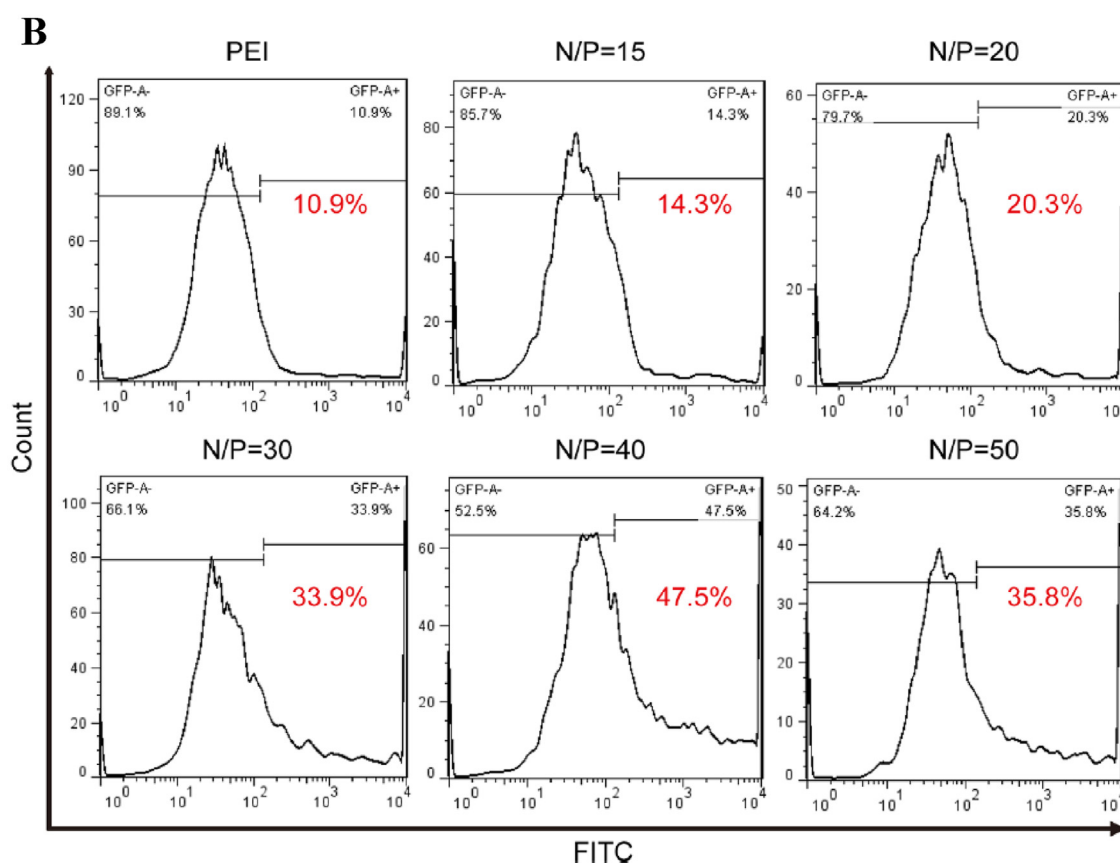 B
PEI
N/P=15
N/P=20
GFP-A-
89.1%
GFP-A+
10.9%
10.9%
120
90
60
30
0
10^0 10^1 10^2 10^3 10^4
GFP-A-
85.7%
GFP-A+
14.3%
14.3%
80
60
40
20
0
10^0 10^1 10^2 10^3 10^4
GFP-A-
79.7%
GFP-A+
20.3%
20.3%
60
40
20
0
10^0 10^1 10^2 10^3 10^4
Count
N/P=30
N/P=40
N/P=50
GFP-A-
66.1%
GFP-A+
33.9%
33.9%
100
80
60
40
20
0
10^0 10^1 10^2 10^3 10^4
GFP-A-
52.5%
GFP-A+
47.5%
47.5%
60
40
20
0
10^0 10^1 10^2 10^3 10^4
GFP-A-
64.2%
GFP-A+
35.8%
35.8%
50
40
30
20
10
0
10^0 10^1 10^2 10^3 10^4
FITC